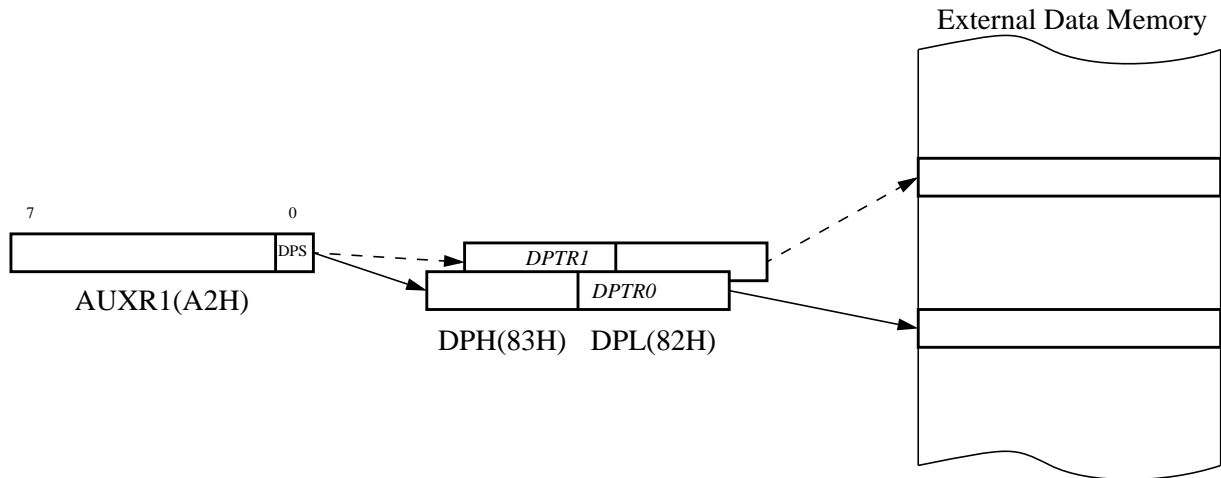 External Data Memory
7 0
DPS
AUXR1(A2H)
DPTR1
DPTR0
DPH(83H) DPL(82H)